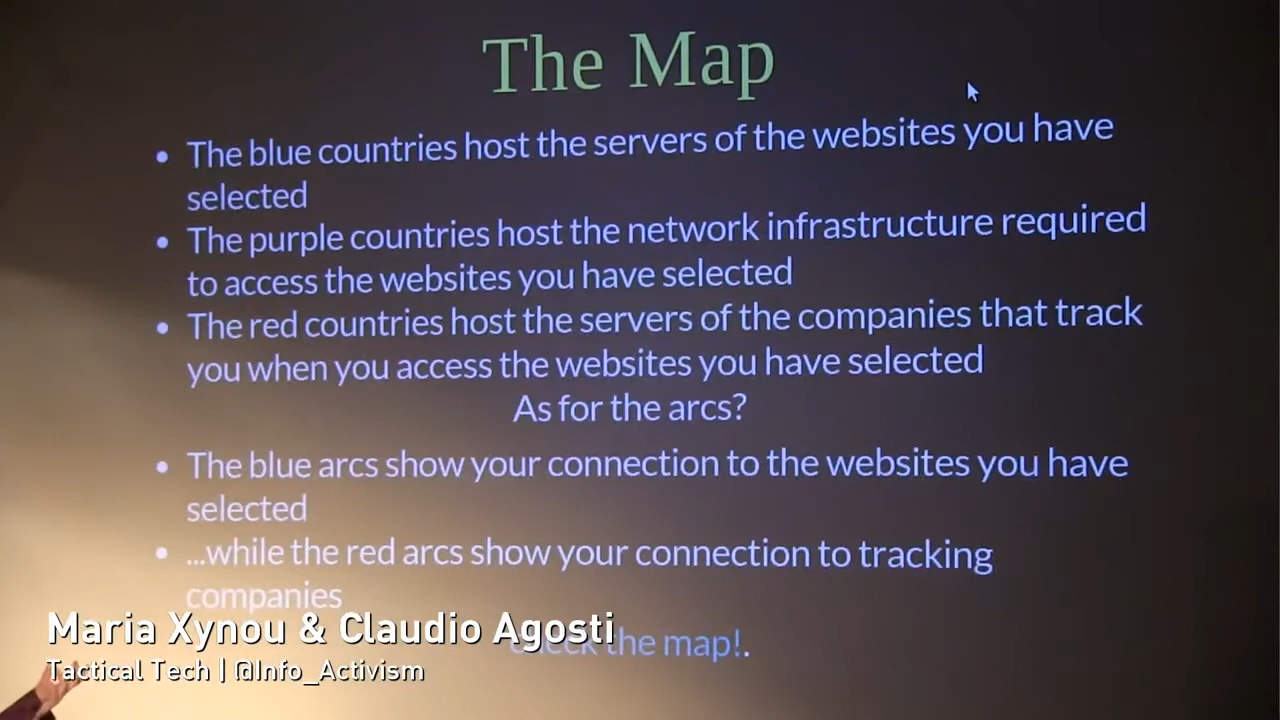 The Map
• The blue countries host the servers of the websites you have
selected
• The purple countries host the network infrastructure required
to access the websites you have selected
• The red countries host the servers of the companies that track
you when you access the websites you have selected
As for the arcs?
• The blue arcs show your connection to the websites you have
selected
• ...while the red arcs show your connection to tracking
companies
the map!.
Maria Xynou & Claudio Agosti
Tactical Tech | @Info_Activism